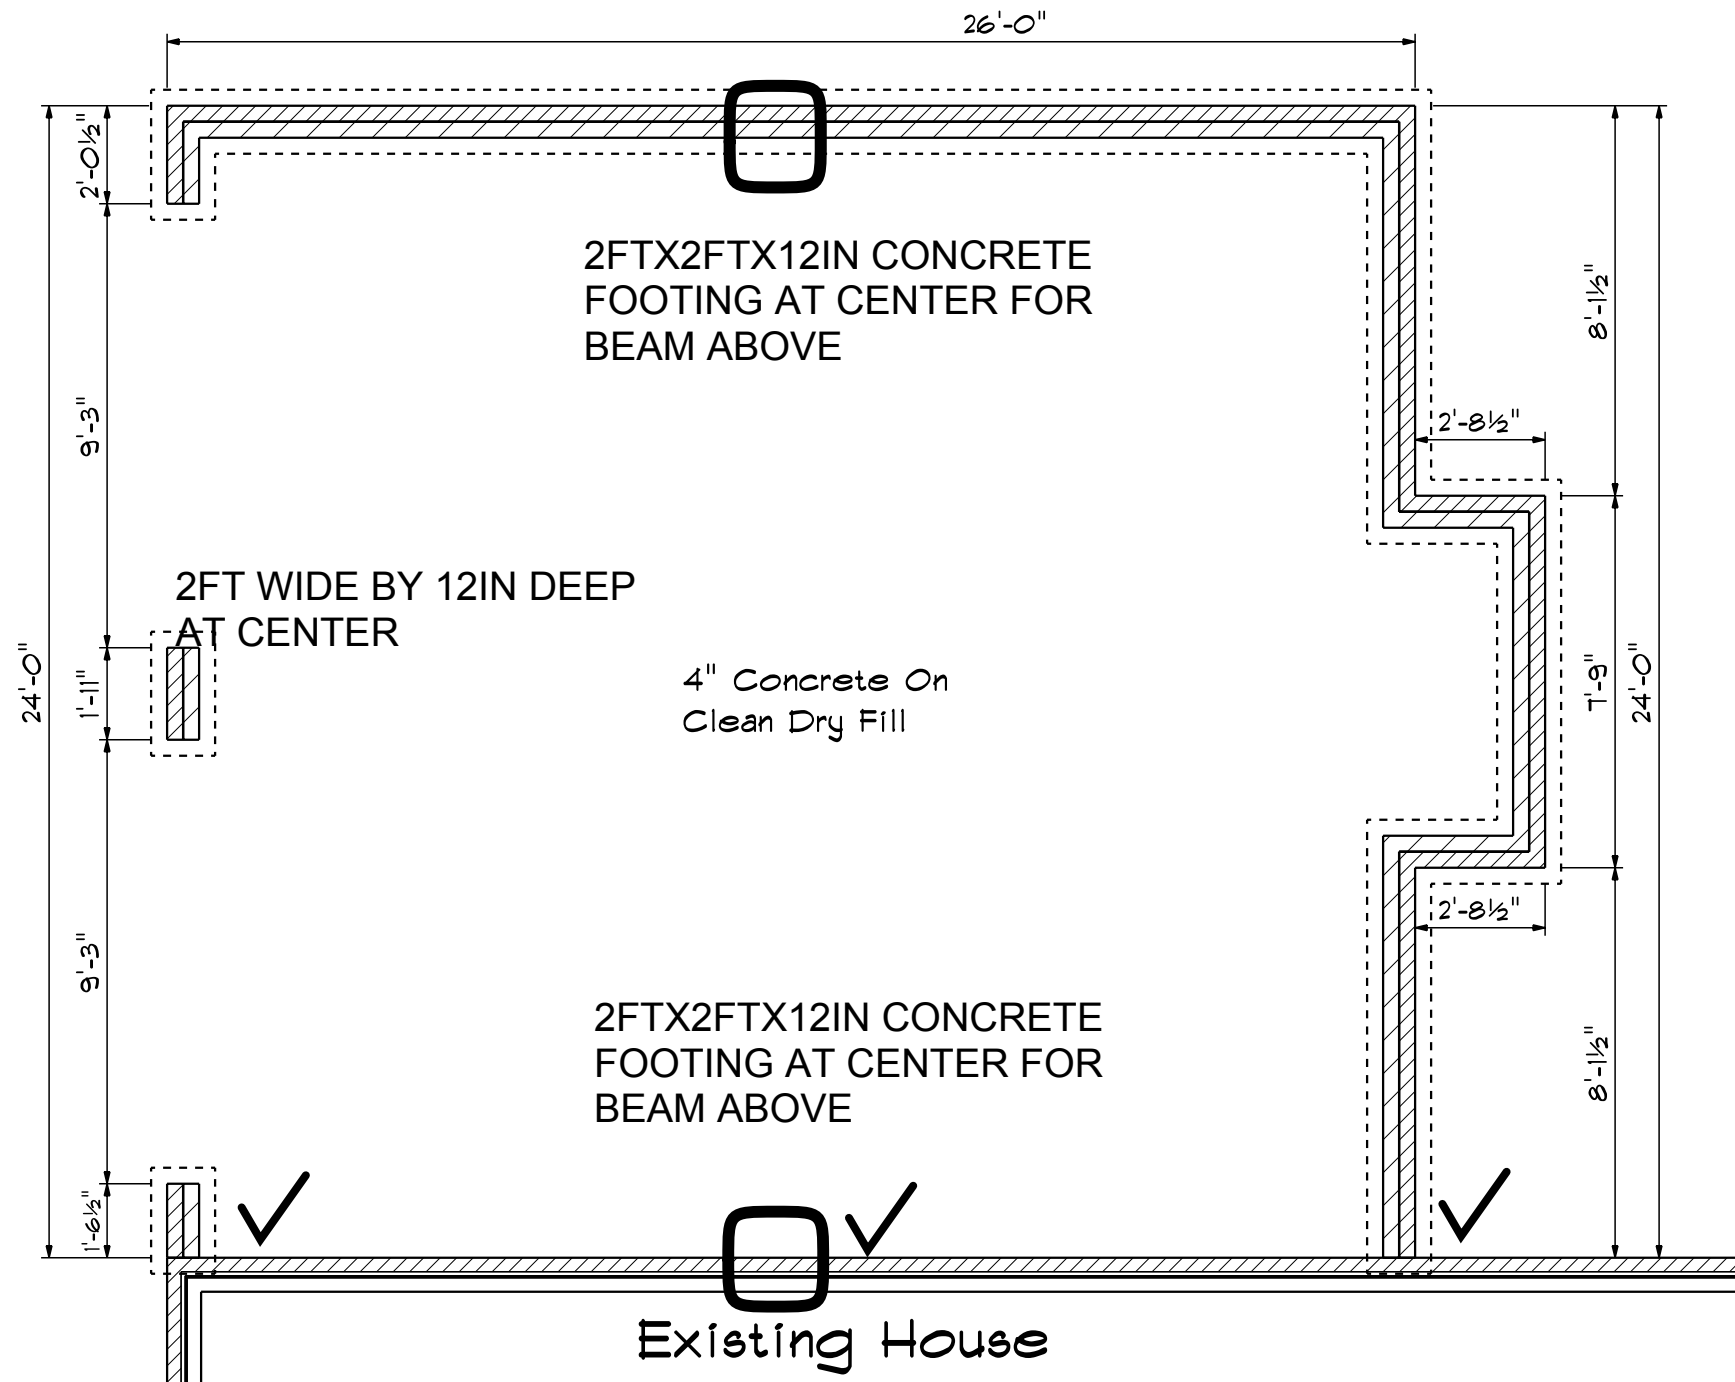 26'-0"
2'-0½"
2FTX2FTX12IN CONCRETE
FOOTING AT CENTER FOR
BEAM ABOVE
8'-1½"
9'-3"
2'-8½"
2FT WIDE BY 12IN DEEP
AT CENTER
24'-0"
1'-11"
4" Concrete On
Clean Dry Fill
7'-9"
24'-0"
2'-8½"
9'-3"
2FTX2FTX12IN CONCRETE
FOOTING AT CENTER FOR
BEAM ABOVE
8'-1½"
1'-6½"
Existing House